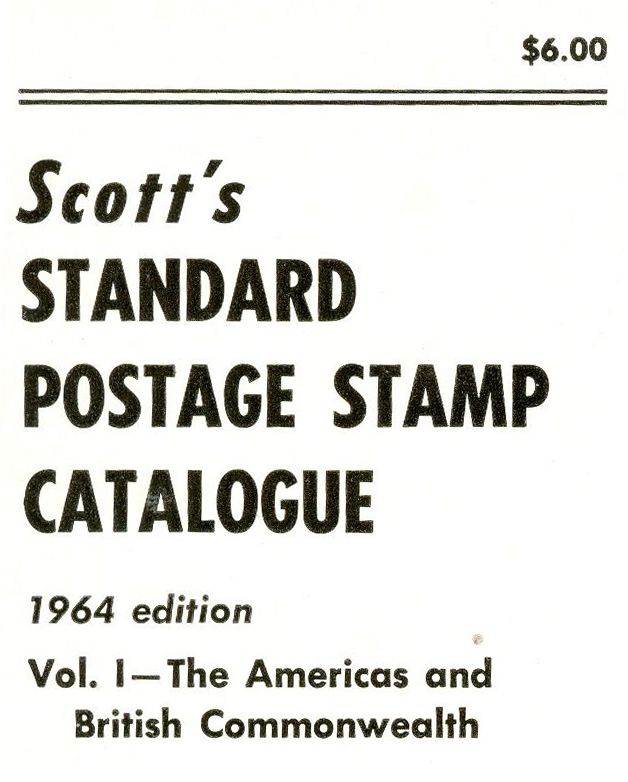 $6.00
Scott's
STANDARD
POSTAGE STAMP
CATALOGUE
1964 edition
Vol. I—The Americas and
British Commonwealth